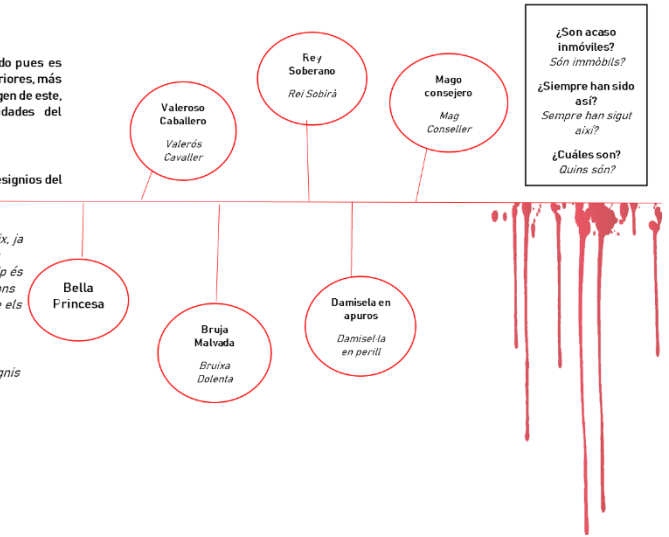 do pues es
riores, más
gen de este,
idades del
esignios del
ix, ja
ip és
ns
e els
gnis
Valeroso
Caballero
Valerós
Cavaller
Rey
Soberano
Rei Sobirà
Mago
consejero
Mag
Conseller
¿Son acaso
inmóviles?
Són immòbils?
¿Siempre han sido
así?
Sempre han sigut
així?
¿Cuáles son?
Quins són?
Bella
Princesa
Bruja
Malvada
Bruixa
Dolenta
Damisela en
apuros
Damisel·la
en perill